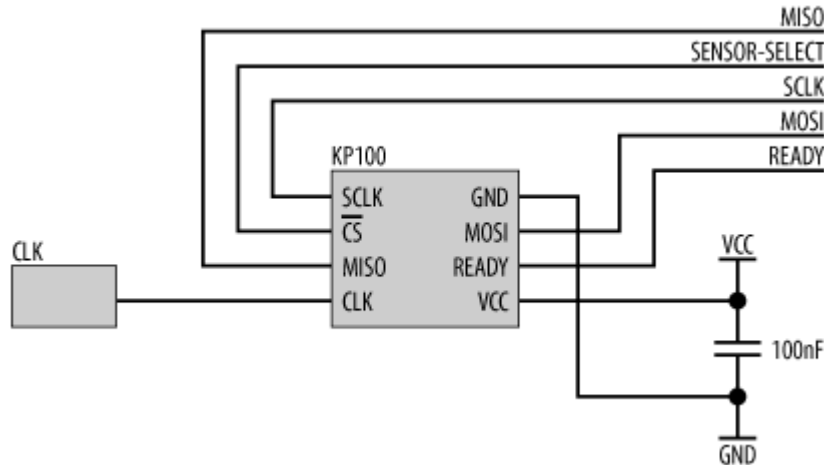 MISO
SENSOR-SELECT
SCLK
MOSI
READY
KP100
SCLK GND
CS MOSI
MISO READY
CLK VCC
CLK
VCC
100nF
GND